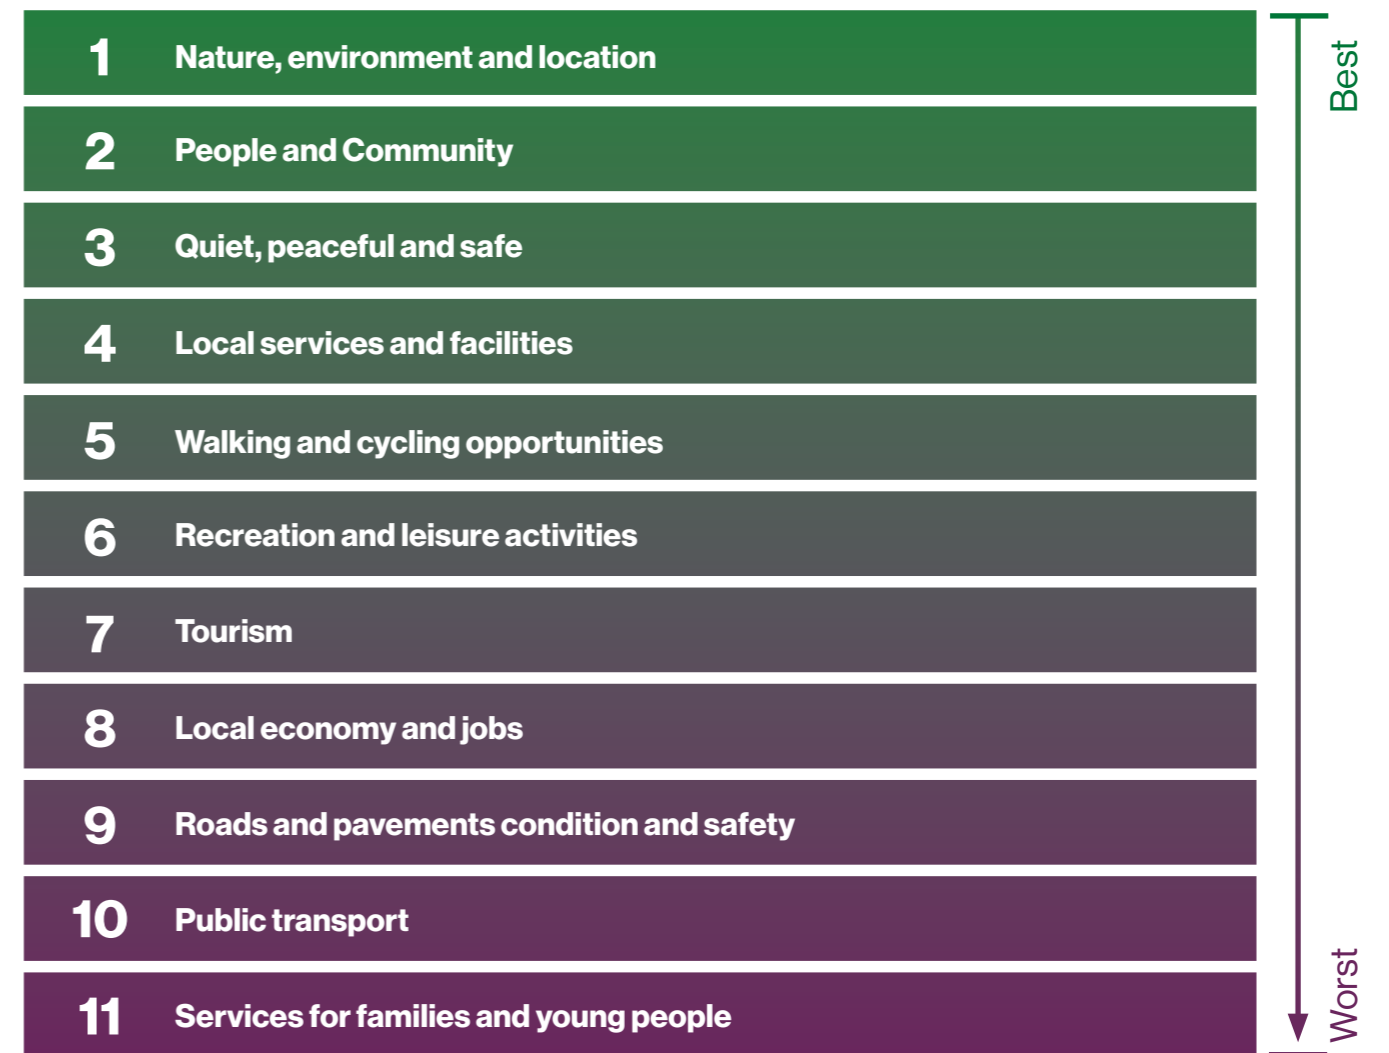 1 Nature, environment and location
Best
2 People and Community
3 Quiet, peaceful and safe
4 Local services and facilities
5 Walking and cycling opportunities
6 Recreation and leisure activities
7 Tourism
8 Local economy and jobs
9 Roads and pavements condition and safety
10 Public transport
11 Services for families and young people
Worst